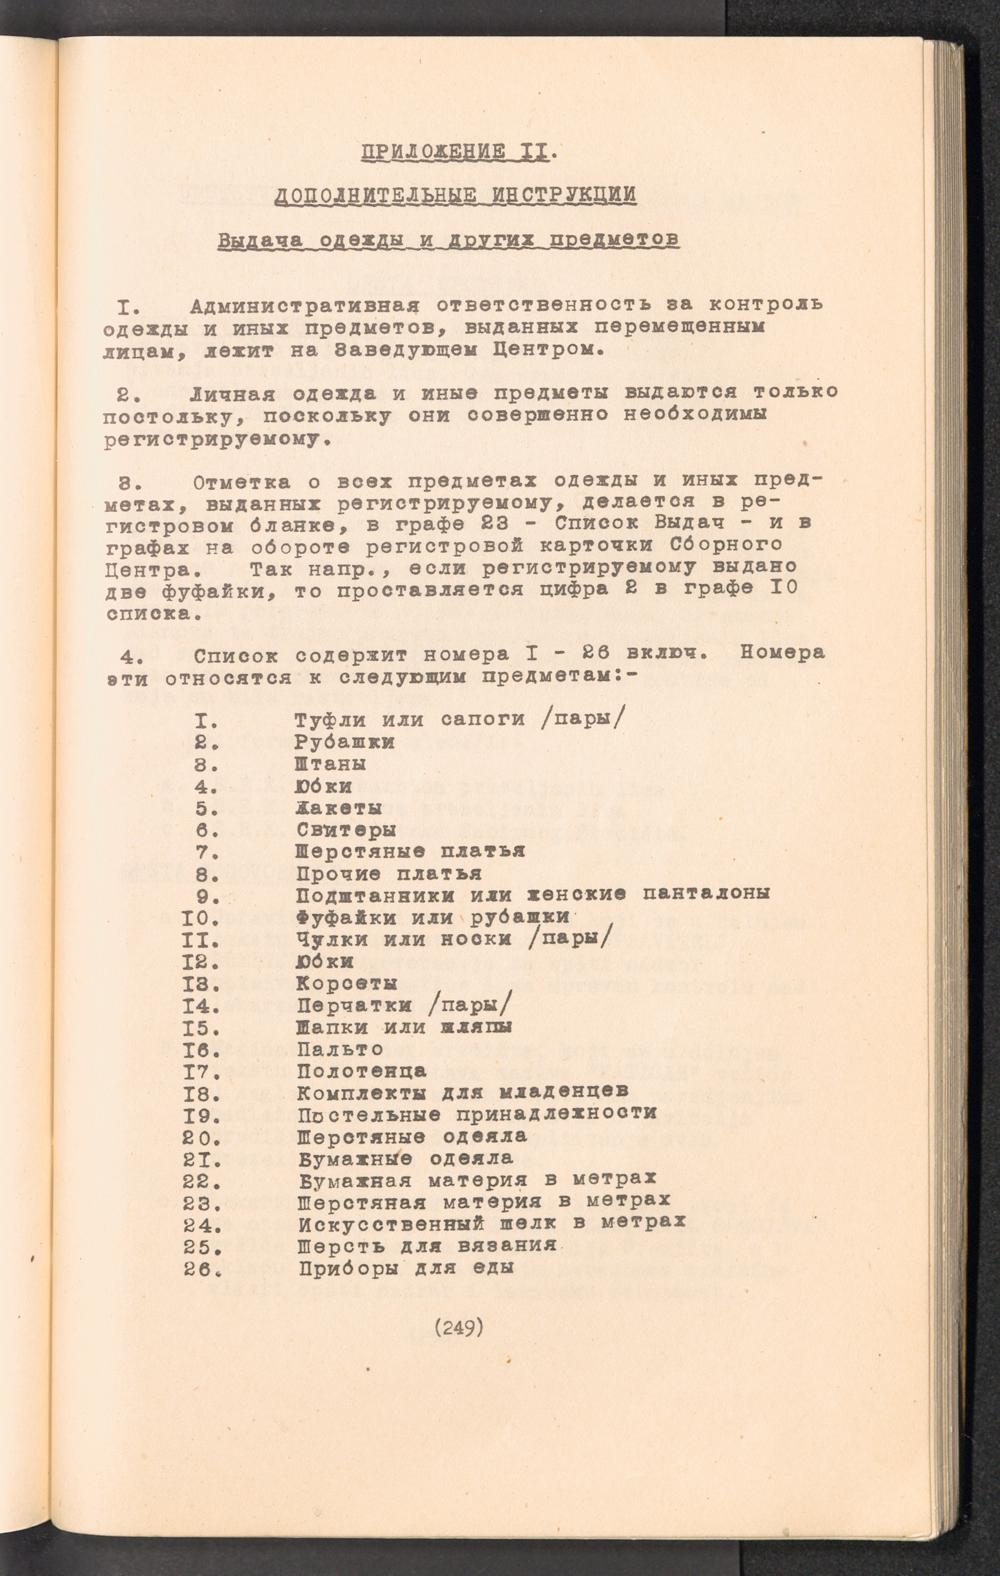 ПРИЛОЖЕНИЕ II.
ДОПОЛНИТЕЛЬНЫЕ ИНСТРУКЦИИ
Выдача одежды и других предметов
I. Административная ответственность за контроль
одежды и иных предметов, выданных перемещенным
лицам, лежит на Заведующем Центром.
2. Личная одежда и иные предметы выдаются только
постольку, поскольку они совершенно необходимы
регистрируемому.
3. Отметка о всех предметах одежды и иных пред-
метах, выданных регистрируемому, делается в ре-
гистровом бланке, в графе 23 - Список Выдач - и в
графах на обороте регистровой карточки Сборного
Центра. Так напр., если регистрируемому выдано
две фуфайки, то проставляется цифра 2 в графе I0
списка.
4. Список содержит номера I - 26 включ. Номера
эти относятся к следующим предметам:-
I. Туфли или сапоги /пары/
2. Рубашки
3. Штаны
4. Юбки
5. Жакеты
6. Свитеры
7. Шерстяные платья
8. Прочие платья
9. Подштанники или женские панталоны
I0. Фуфайки или рубашки
II. Чулки или носки /пары/
I2. Юбки
I3. Корсеты
I4. Перчатки /пары/
I5. Шапки или шляпы
I6. Пальто
I7. Полотенца
I8. Комплекты для младенцев
I9. Постельные принадлежности
20. Шерстяные одеяла
2I. Бумажные одеяла
22. Бумажная материя в метрах
23. Шерстяная материя в метрах
24. Искусственный шелк в метрах
25. Шерсть для вязания
26. Приборы для еды
(249)